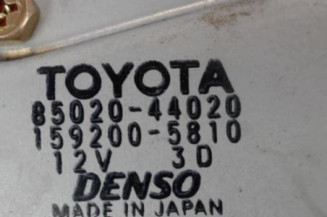 TOYOTA
85020-44020
159200-5810
12V 3D
DENSO
MADE IN JAPAN